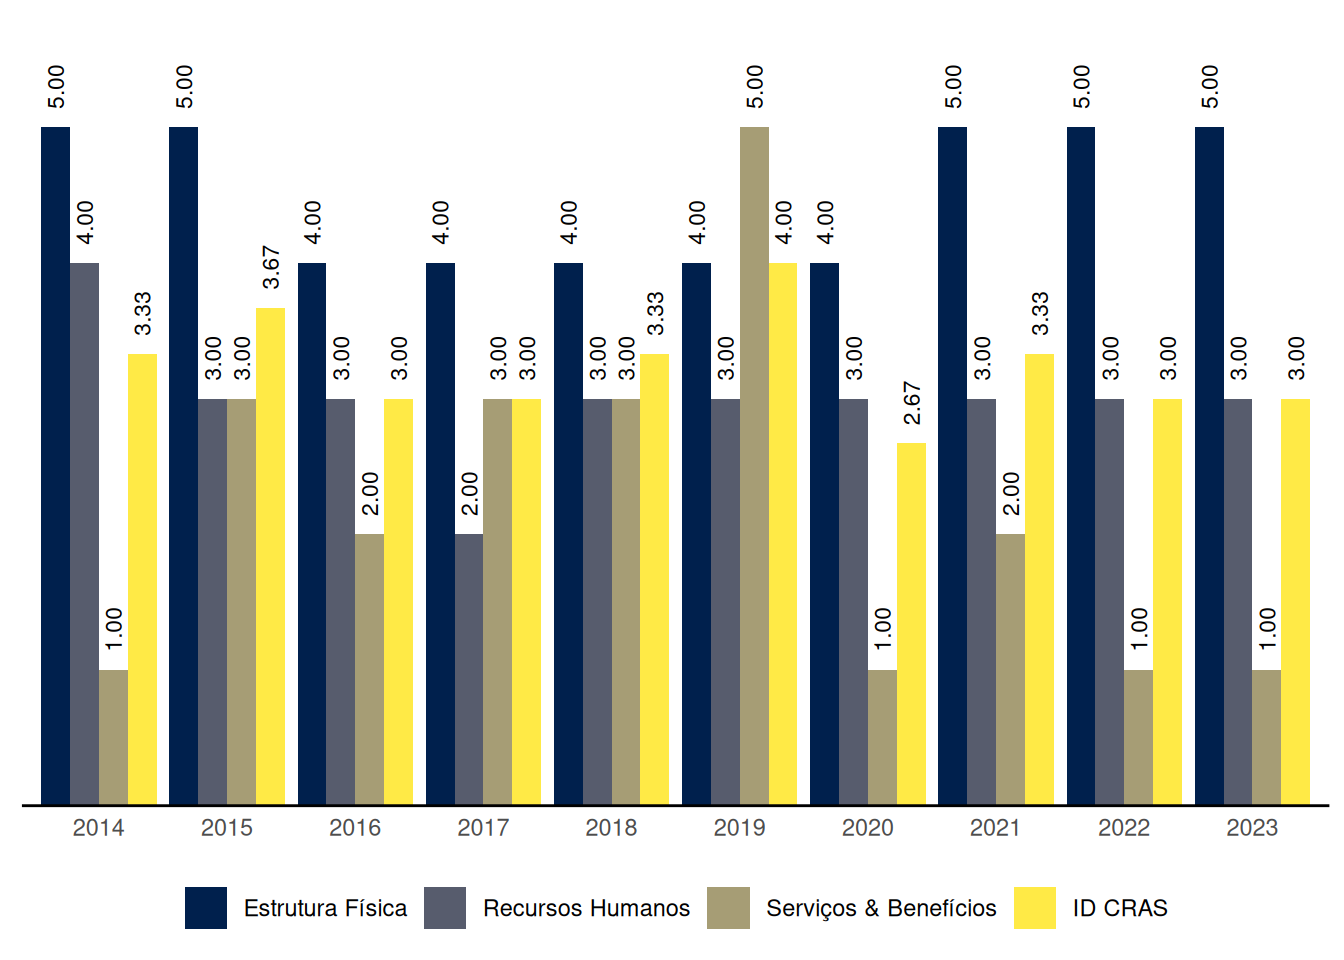 5.00 4.00 1.00 3.33
5.00 3.00 3.00 3.67
4.00 3.00 2.00 3.00
4.00 2.00 3.00 3.00
4.00 3.00 3.00 3.33
4.00 3.00 5.00 4.00
4.00 3.00 1.00 2.67
5.00 3.00 2.00 3.33
5.00 3.00 1.00 3.00
5.00 3.00 1.00 3.00
2014 2015 2016 2017 2018 2019 2020 2021 2022 2023
Estrutura Física Recursos Humanos Serviços & Benefícios ID CRAS